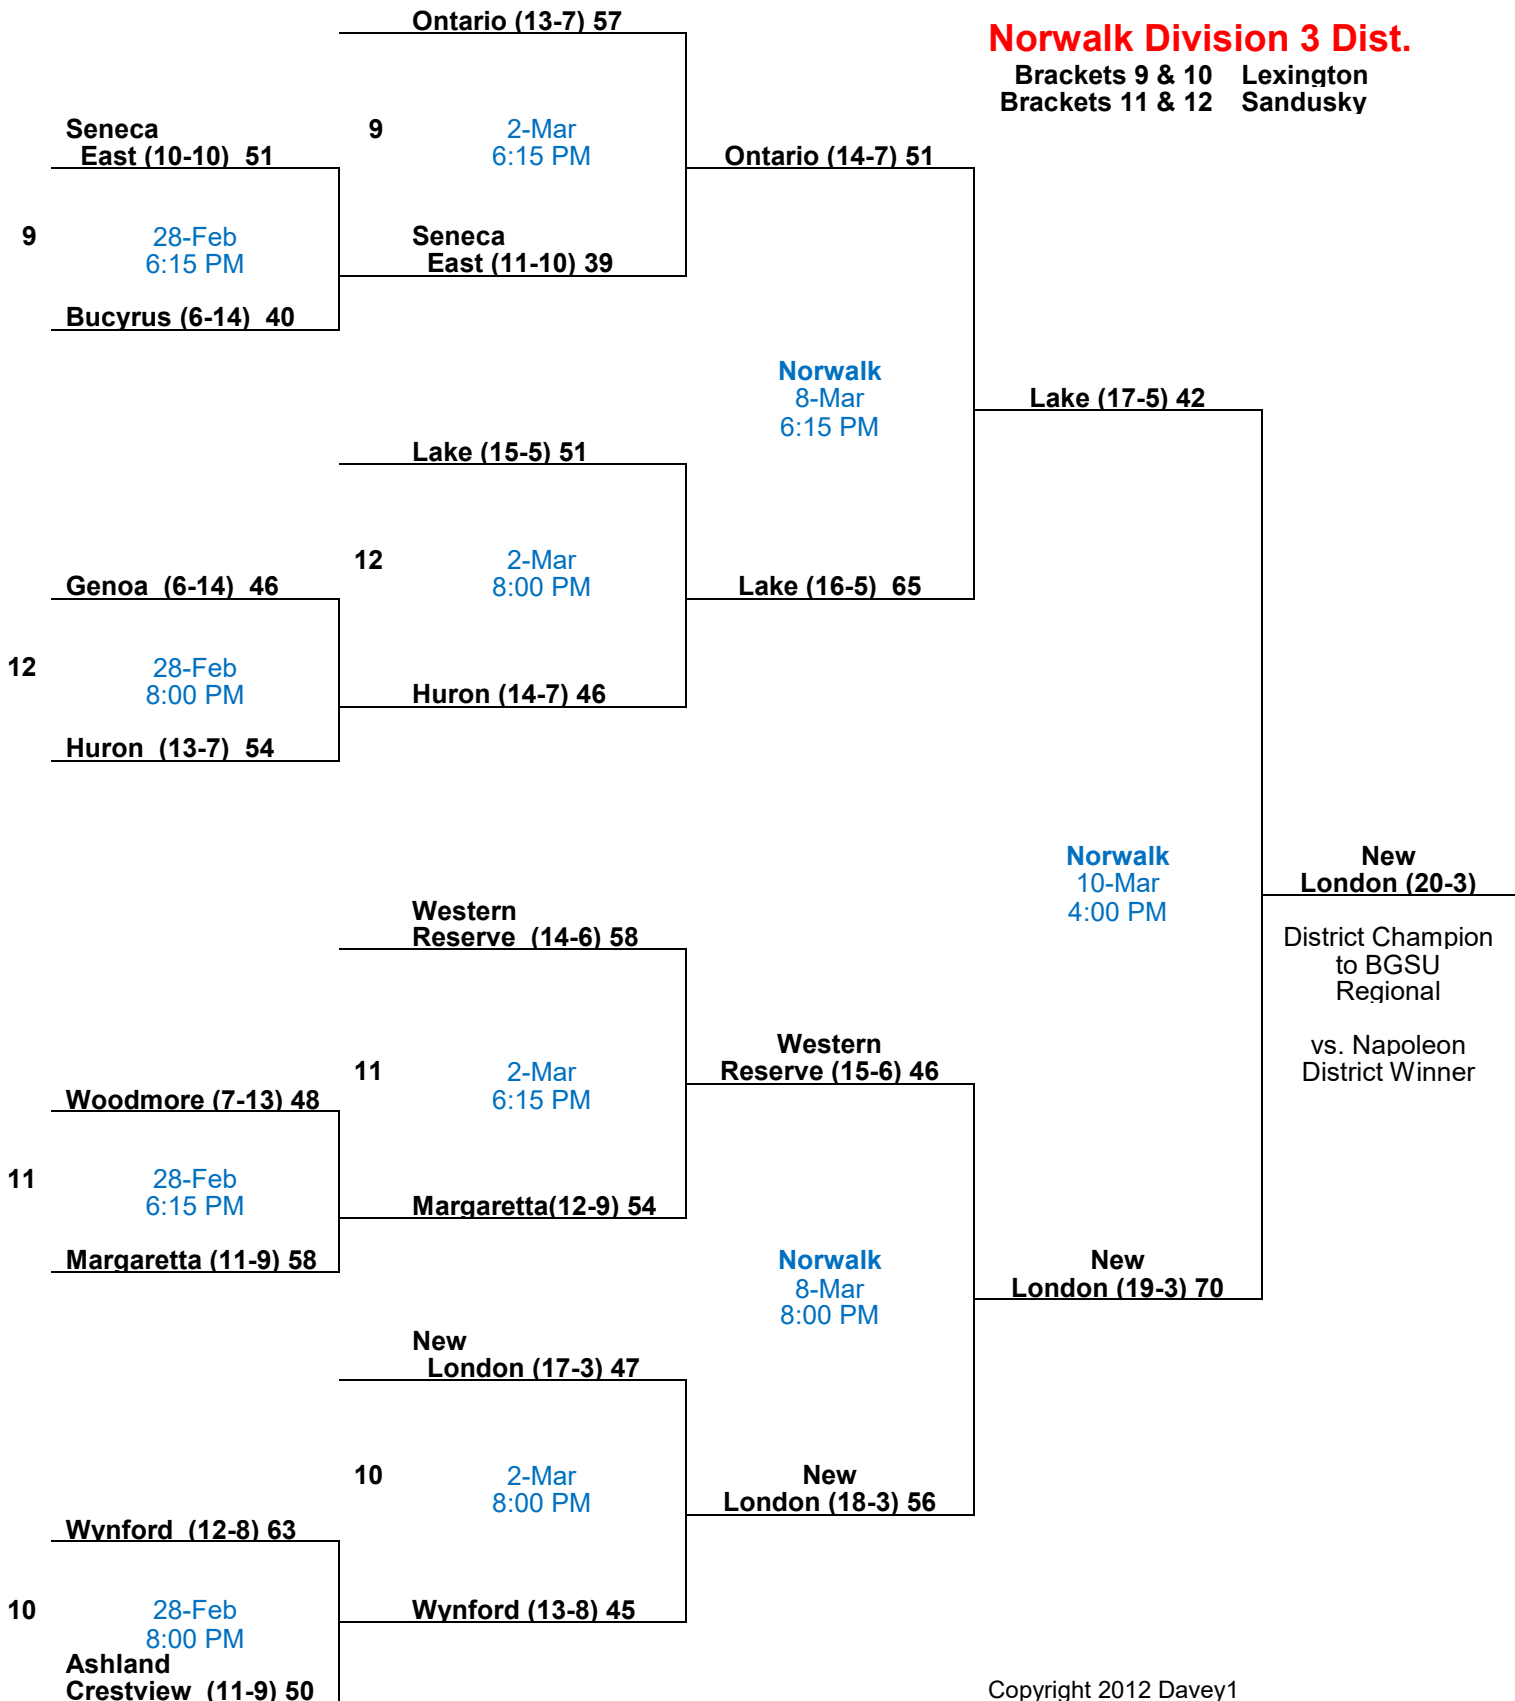 Ontario (13-7) 57
Norwalk Division 3 Dist.
Brackets 9 & 10 Lexington
Brackets 11 & 12 Sandusky
Seneca
East (10-10) 51
9
2-Mar
6:15 PM
Ontario (14-7) 51
9
28-Feb
6:15 PM
Seneca
East (11-10) 39
Bucyrus (6-14) 40
Norwalk
8-Mar
6:15 PM
Lake (17-5) 42
Lake (15-5) 51
12
2-Mar
8:00 PM
Genoa (6-14) 46
Lake (16-5) 65
12
28-Feb
8:00 PM
Huron (14-7) 46
Huron (13-7) 54
Norwalk
10-Mar
4:00 PM
New
London (20-3)
Western
Reserve (14-6) 58
District Champion
to BGSU
Regional
vs. Napoleon
District Winner
11
2-Mar
6:15 PM
Western
Reserve (15-6) 46
Woodmore (7-13) 48
11
28-Feb
6:15 PM
Margaretta(12-9) 54
Margaretta (11-9) 58
Norwalk
8-Mar
8:00 PM
New
London (19-3) 70
New
London (17-3) 47
10
2-Mar
8:00 PM
New
London (18-3) 56
Wynford (12-8) 63
10
28-Feb
8:00 PM
Wynford (13-8) 45
Ashland
Crestview (11-9) 50
Copyright 2012 Davey1